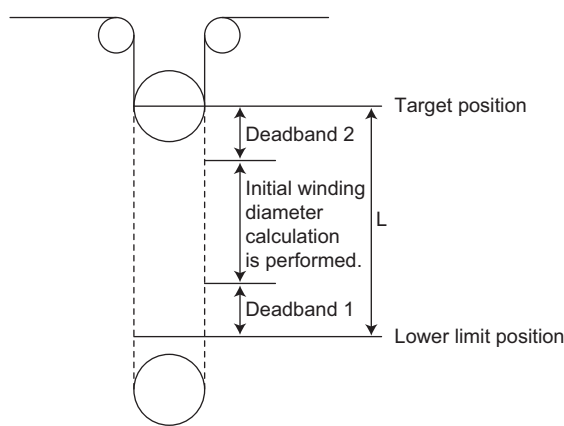 Target position
Deadband 2
Initial winding
diameter
calculation
is performed.
L
Deadband 1
Lower limit position